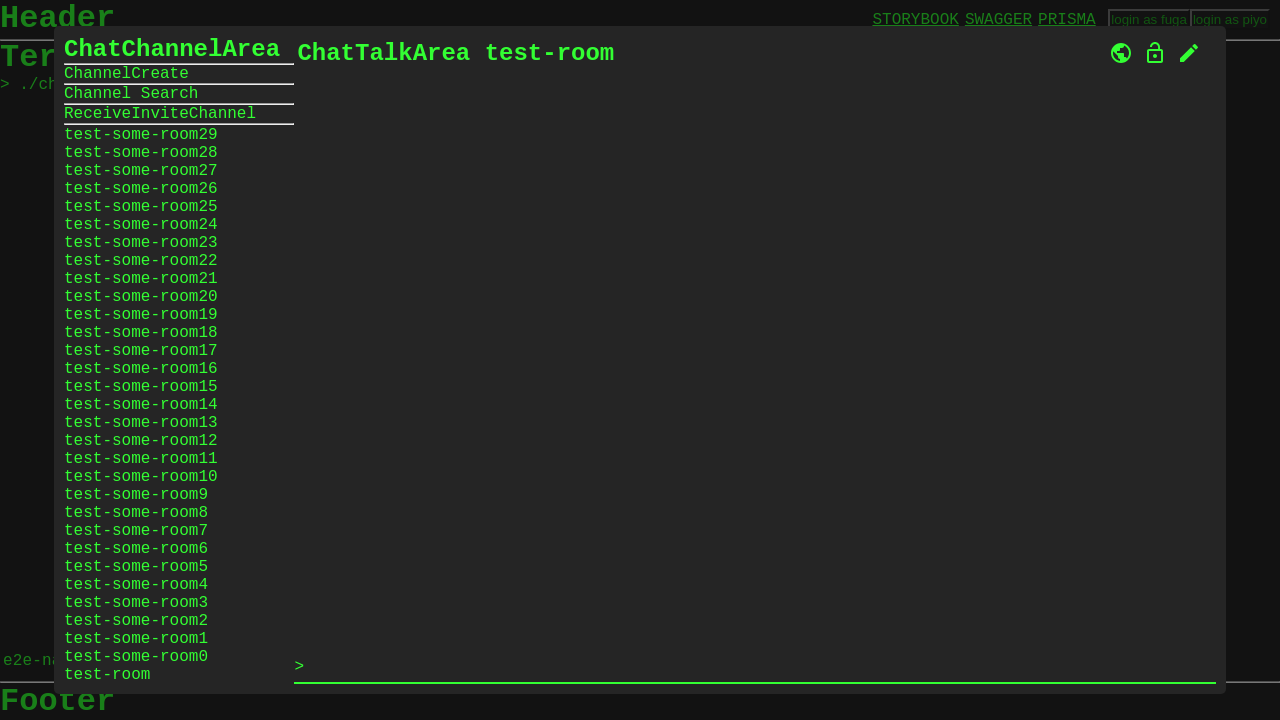 Header
STORYBOOK SWAGGER PRISMA login as fuga login as piyo
Ter
> ./ch
ChatChannelArea
ChannelCreate
Channel Search
ReceiveInviteChannel
test-some-room29
test-some-room28
test-some-room27
test-some-room26
test-some-room25
test-some-room24
test-some-room23
test-some-room22
test-some-room21
test-some-room20
test-some-room19
test-some-room18
test-some-room17
test-some-room16
test-some-room15
test-some-room14
test-some-room13
test-some-room12
test-some-room11
test-some-room10
test-some-room9
test-some-room8
test-some-room7
test-some-room6
test-some-room5
test-some-room4
test-some-room3
test-some-room2
test-some-room1
test-some-room0
test-room
ChatTalkArea test-room
>
e2e-na
Footer